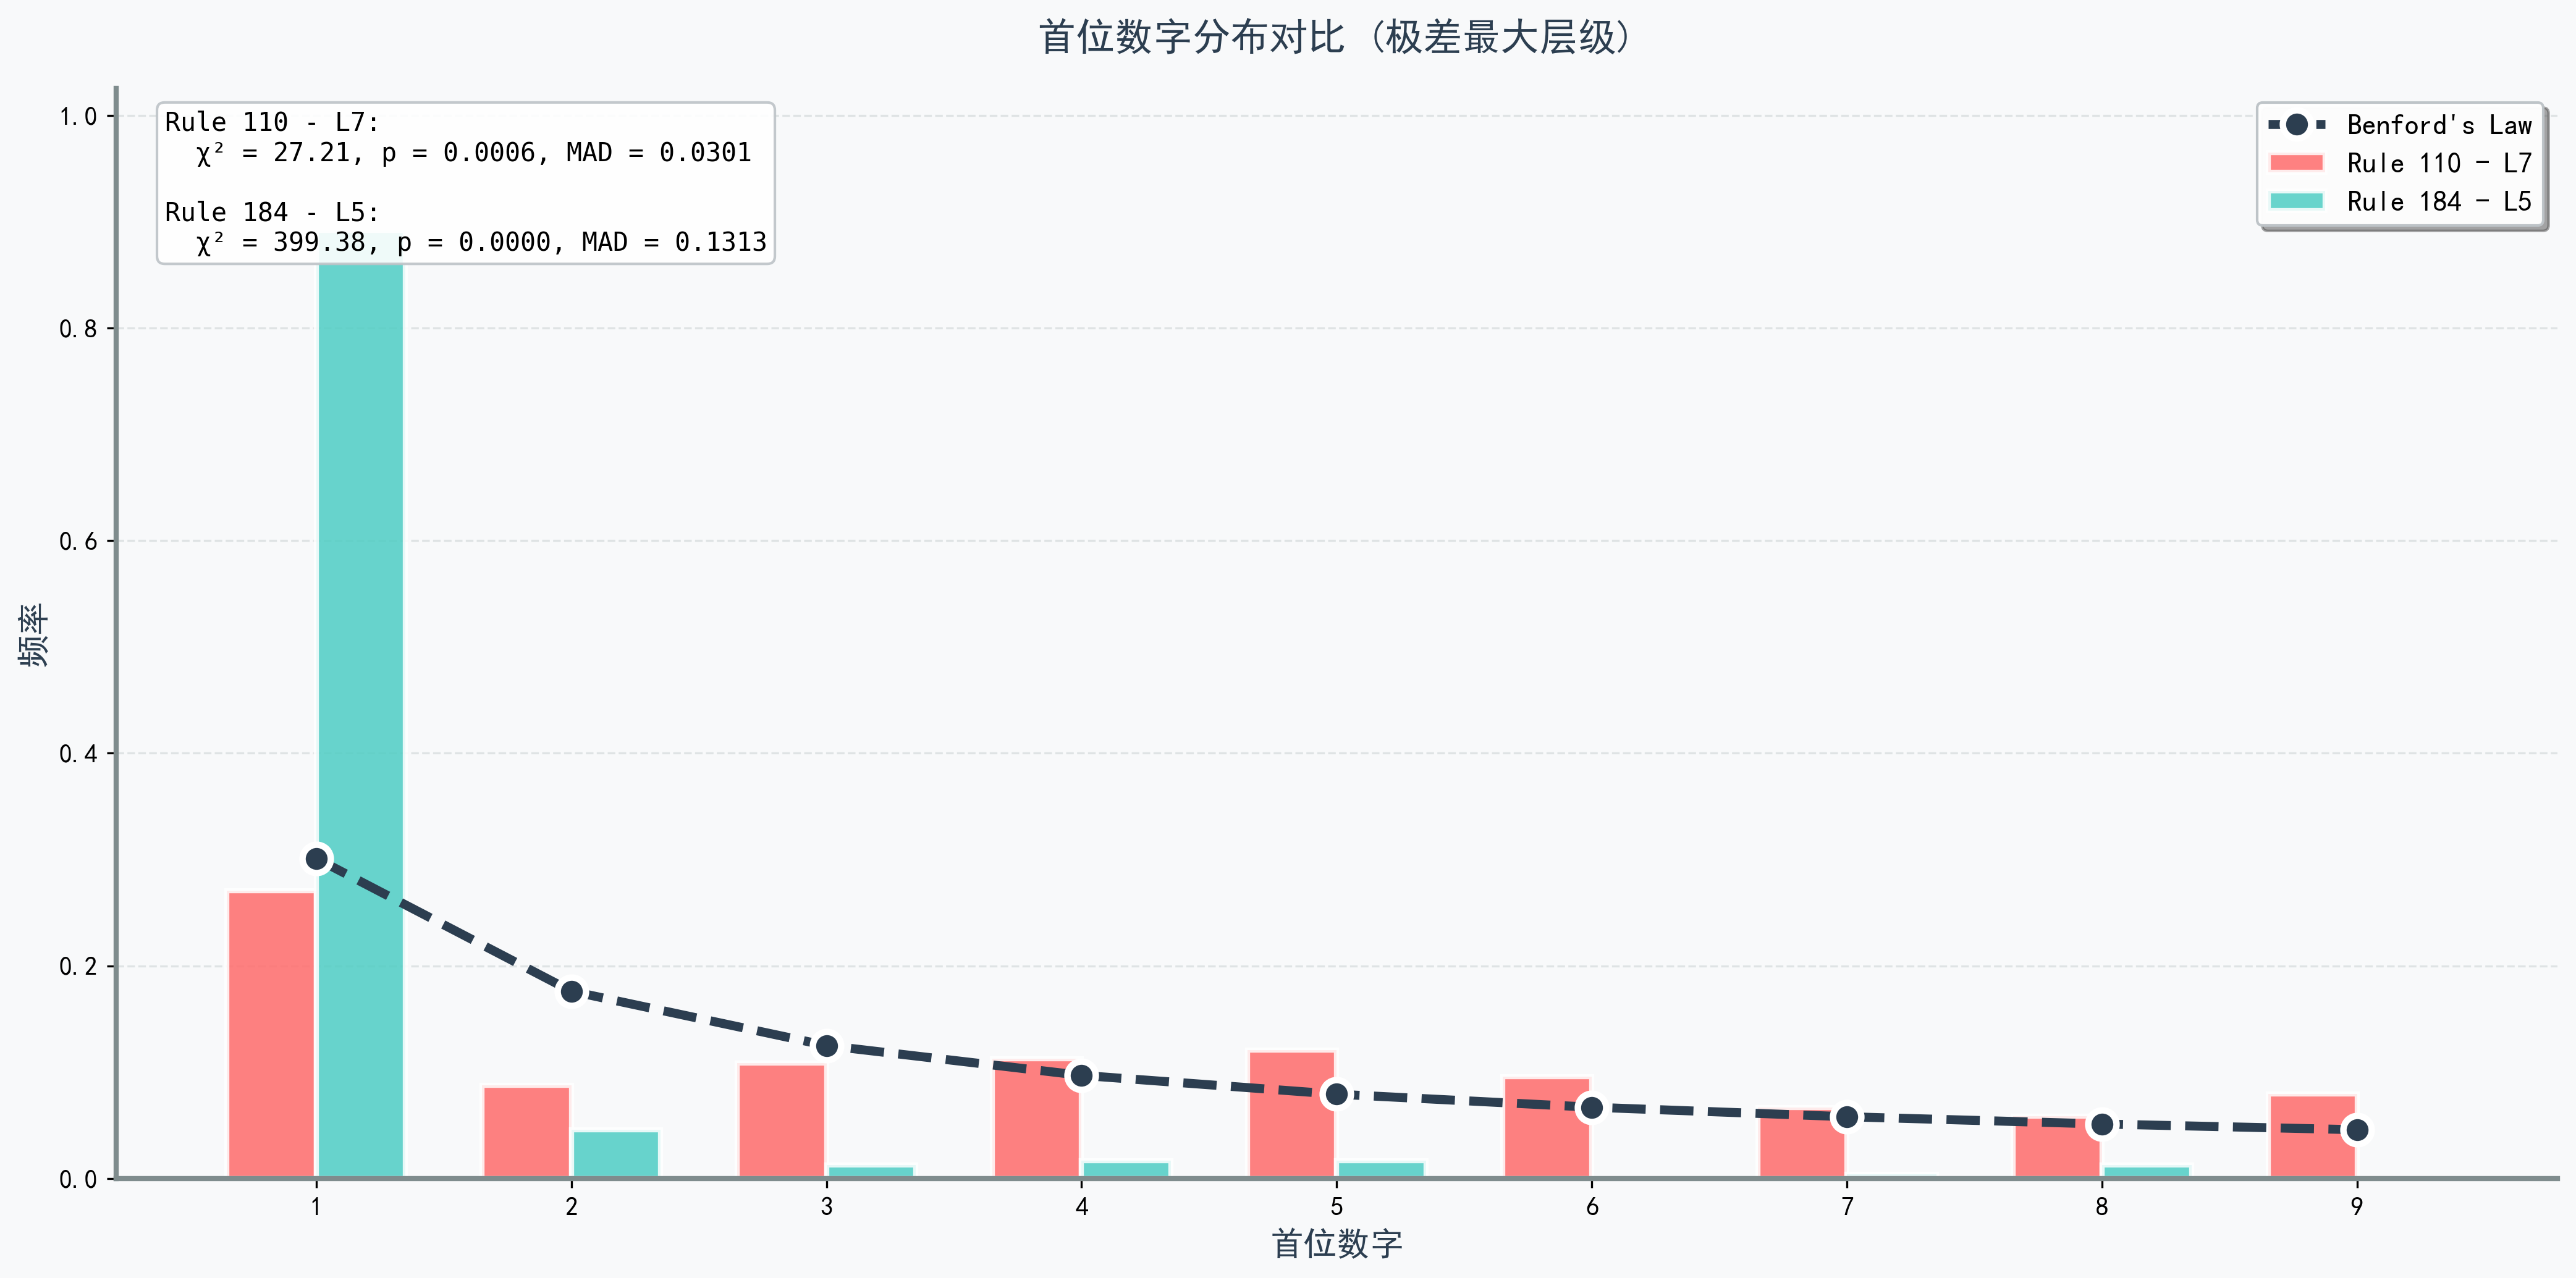 首位数字分布对比 (极差最大层级)
Rule 110 - L7:
χ² = 27.21, p = 0.0006, MAD = 0.0301
Rule 184 - L5:
χ² = 399.38, p = 0.0000, MAD = 0.1313
Benford's Law
Rule 110 - L7
Rule 184 - L5
1.0
0.8
0.6
0.4
0.2
0.0
频率
1 2 3 4 5 6 7 8 9
首位数字